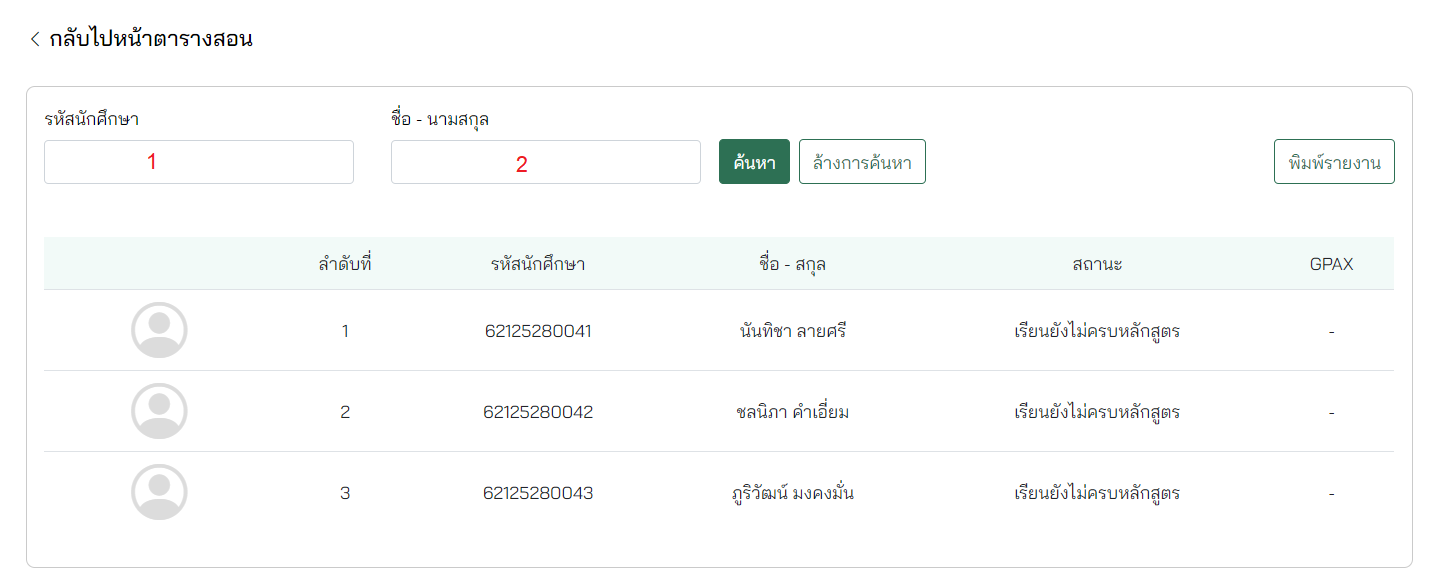 กลับไปหน้าตารางสอน
รหัสนักศึกษา ชื่อ - นามสกุล
1 2 ค้นหา ล้างการค้นหา พิมพ์รายงาน
ลำดับที่ รหัสนักศึกษา ชื่อ - สกุล สถานะ GPAX
1 62125280041 นันทิชา ลายศรี เรียนยังไม่ครบหลักสูตร -
2 62125280042 ชลนิภา คำเอี่ยม เรียนยังไม่ครบหลักสูตร -
3 62125280043 ภูริวัฒน์ มงคงมั่น เรียนยังไม่ครบหลักสูตร -